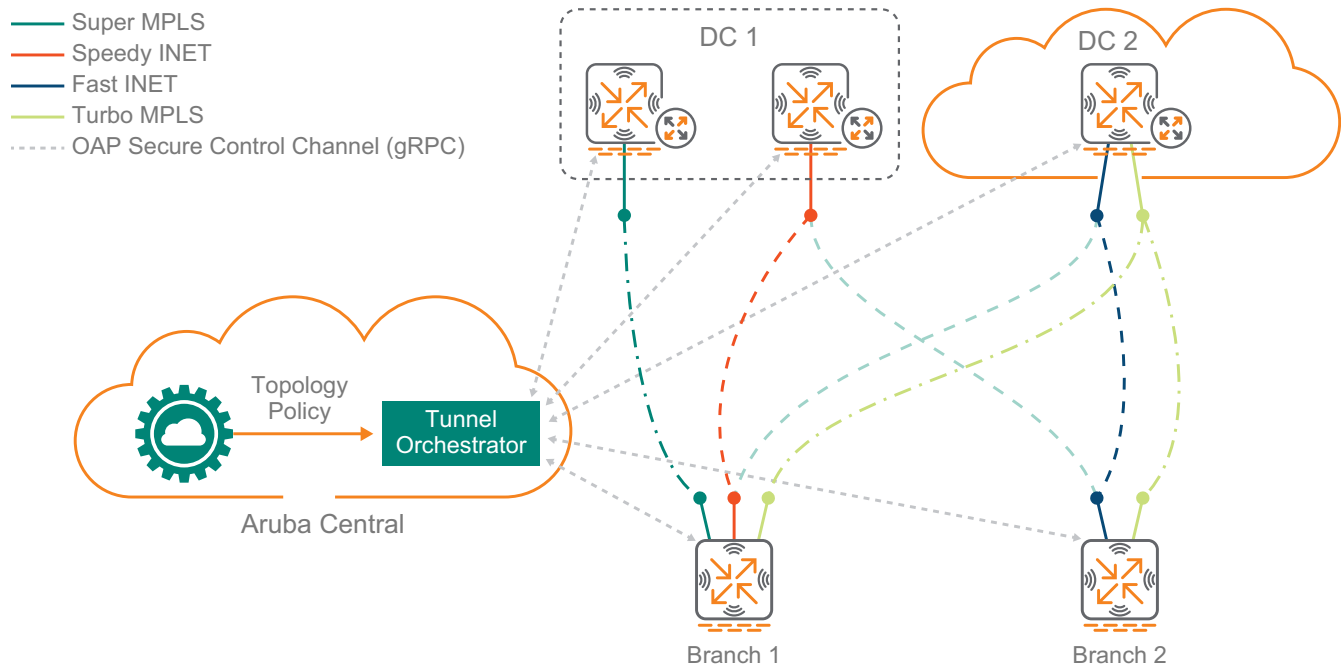 Super MPLS
Speedy INET
Fast INET
Turbo MPLS
OAP Secure Control Channel (gRPC)
DC 1
DC 2
Topology
Policy
Tunnel
Orchestrator
Aruba Central
Branch 1
Branch 2